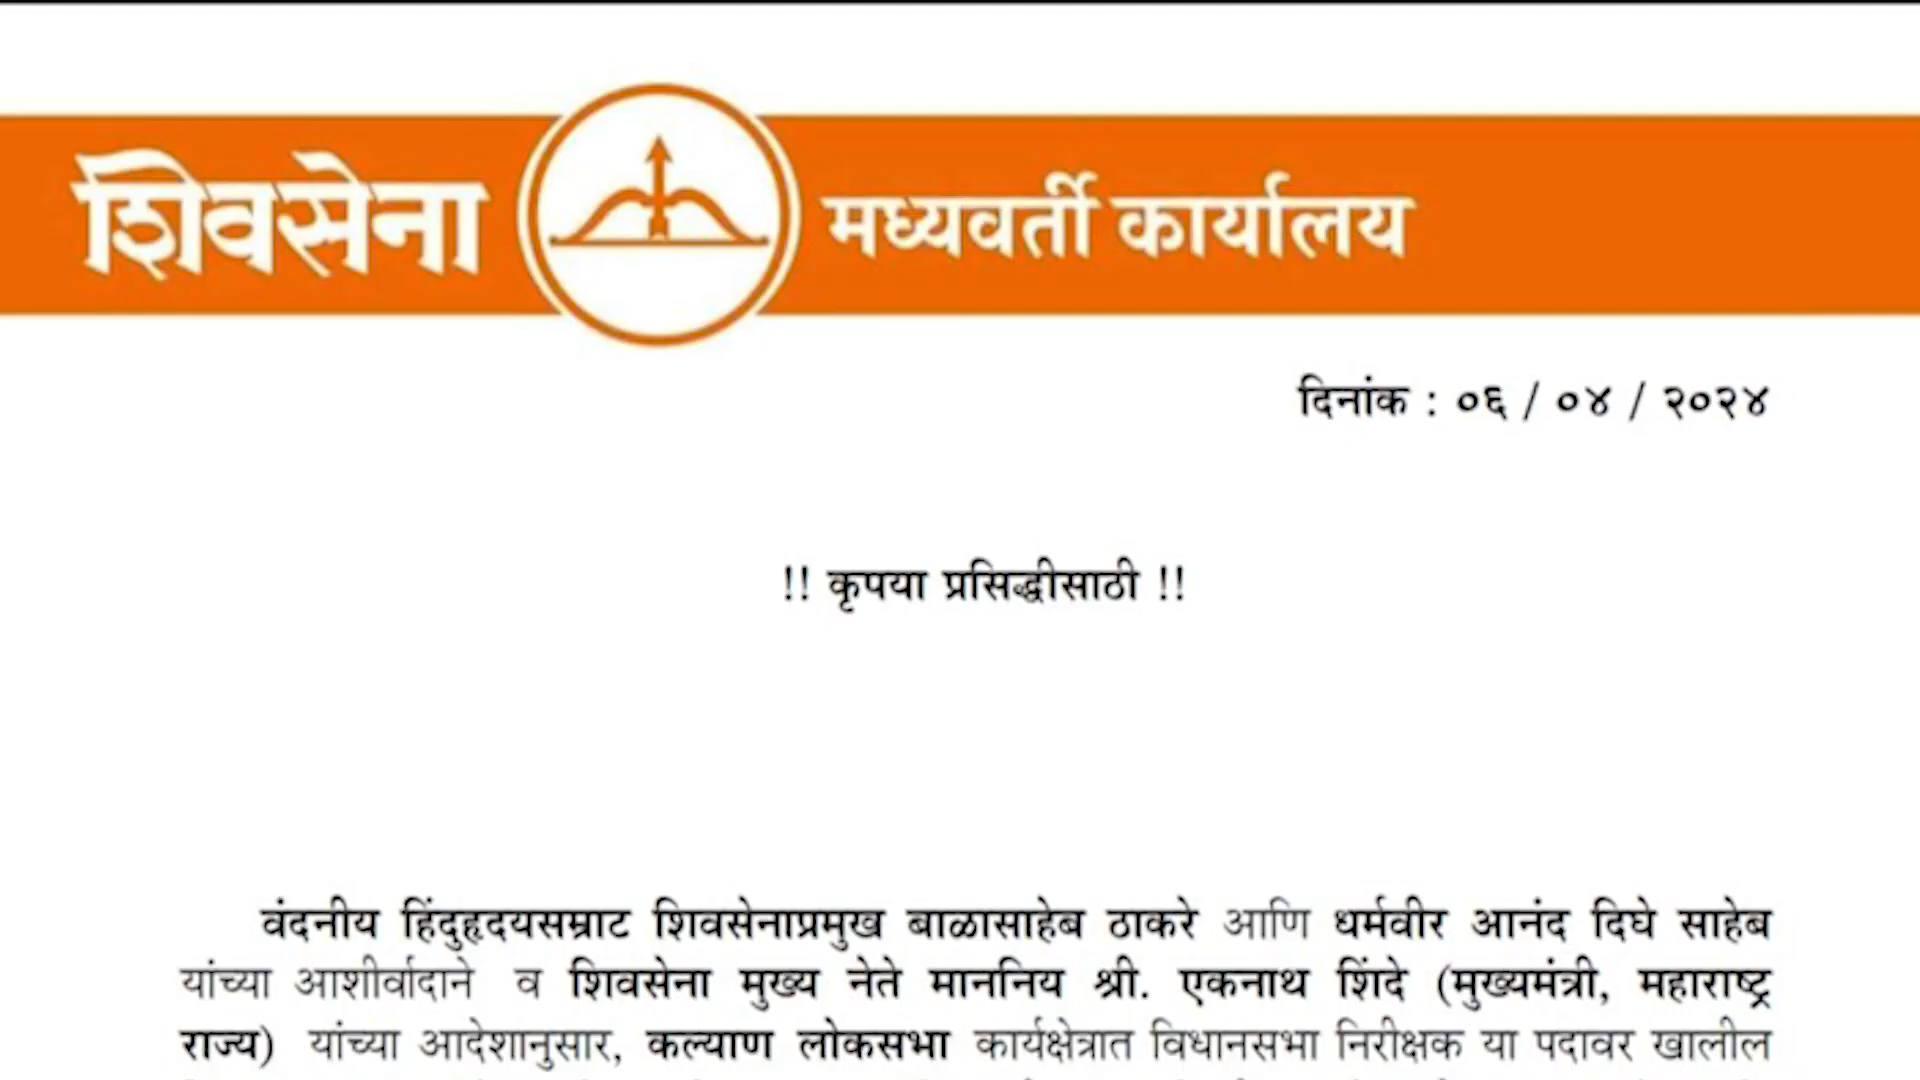 शिवसेना मध्यवर्ती कार्यालय
दिनांक : ०६ / ०४ / २०२४
!! कृपया प्रसिद्धीसाठी !!
वंदनीय हिंदुहृदयसम्राट शिवसेनाप्रमुख बाळासाहेब ठाकरे आणि धर्मवीर आनंद दिघे साहेब
यांच्या आशीर्वादाने व शिवसेना मुख्य नेते माननिय श्री. एकनाथ शिंदे (मुख्यमंत्री, महाराष्ट्र
राज्य) यांच्या आदेशानुसार, कल्याण लोकसभा कार्यक्षेत्रात विधानसभा निरीक्षक या पदावर खालील